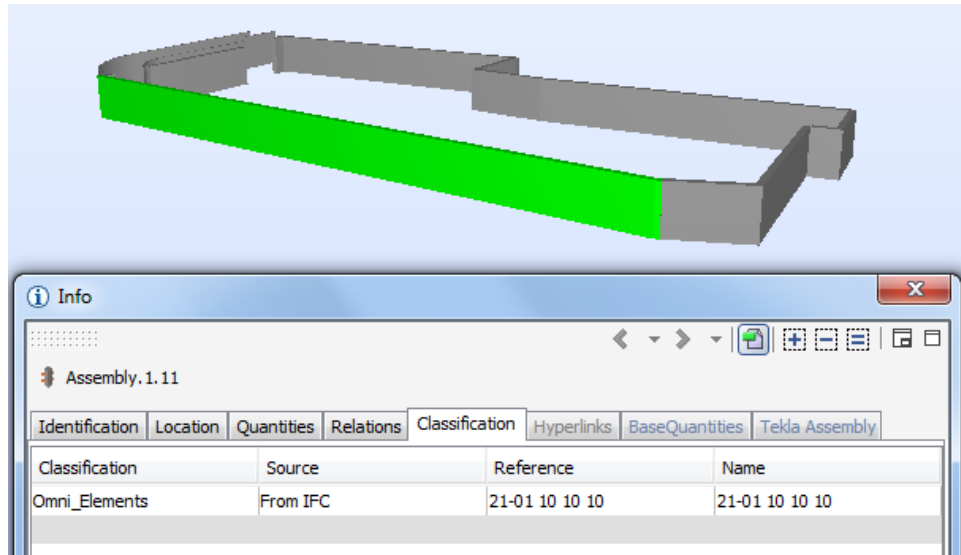 Info
Assembly.1.11
Identification Location Quantities Relations Classification Hyperlinks BaseQuantities Tekla Assembly
Classification Source Reference Name
Omni_Elements From IFC 21-01 10 10 10 21-01 10 10 10